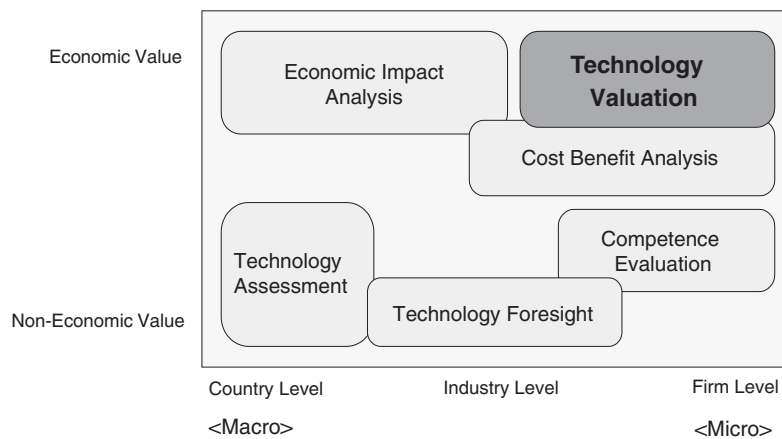 Economic Value
Economic Impact
Analysis
Technology
Valuation
Cost Benefit Analysis
Technology
Assessment
Competence
Evaluation
Technology Foresight
Non-Economic Value
Country Level
Industry Level
Firm Level
<Macro>
<Micro>